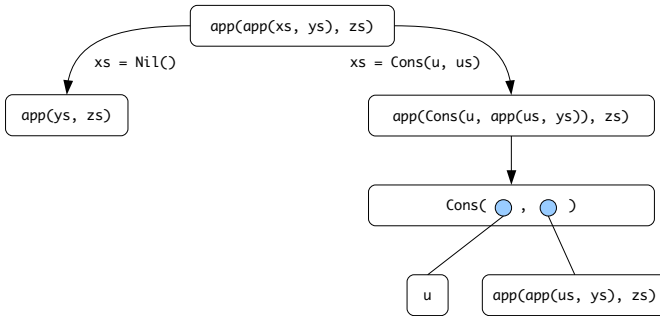 app(app(xs, ys), zs)
xs = Nil()
xs = Cons(u, us)
app(ys, zs)
app(Cons(u, app(us, ys)), zs)
Cons( , )
u
app(app(us, ys), zs)